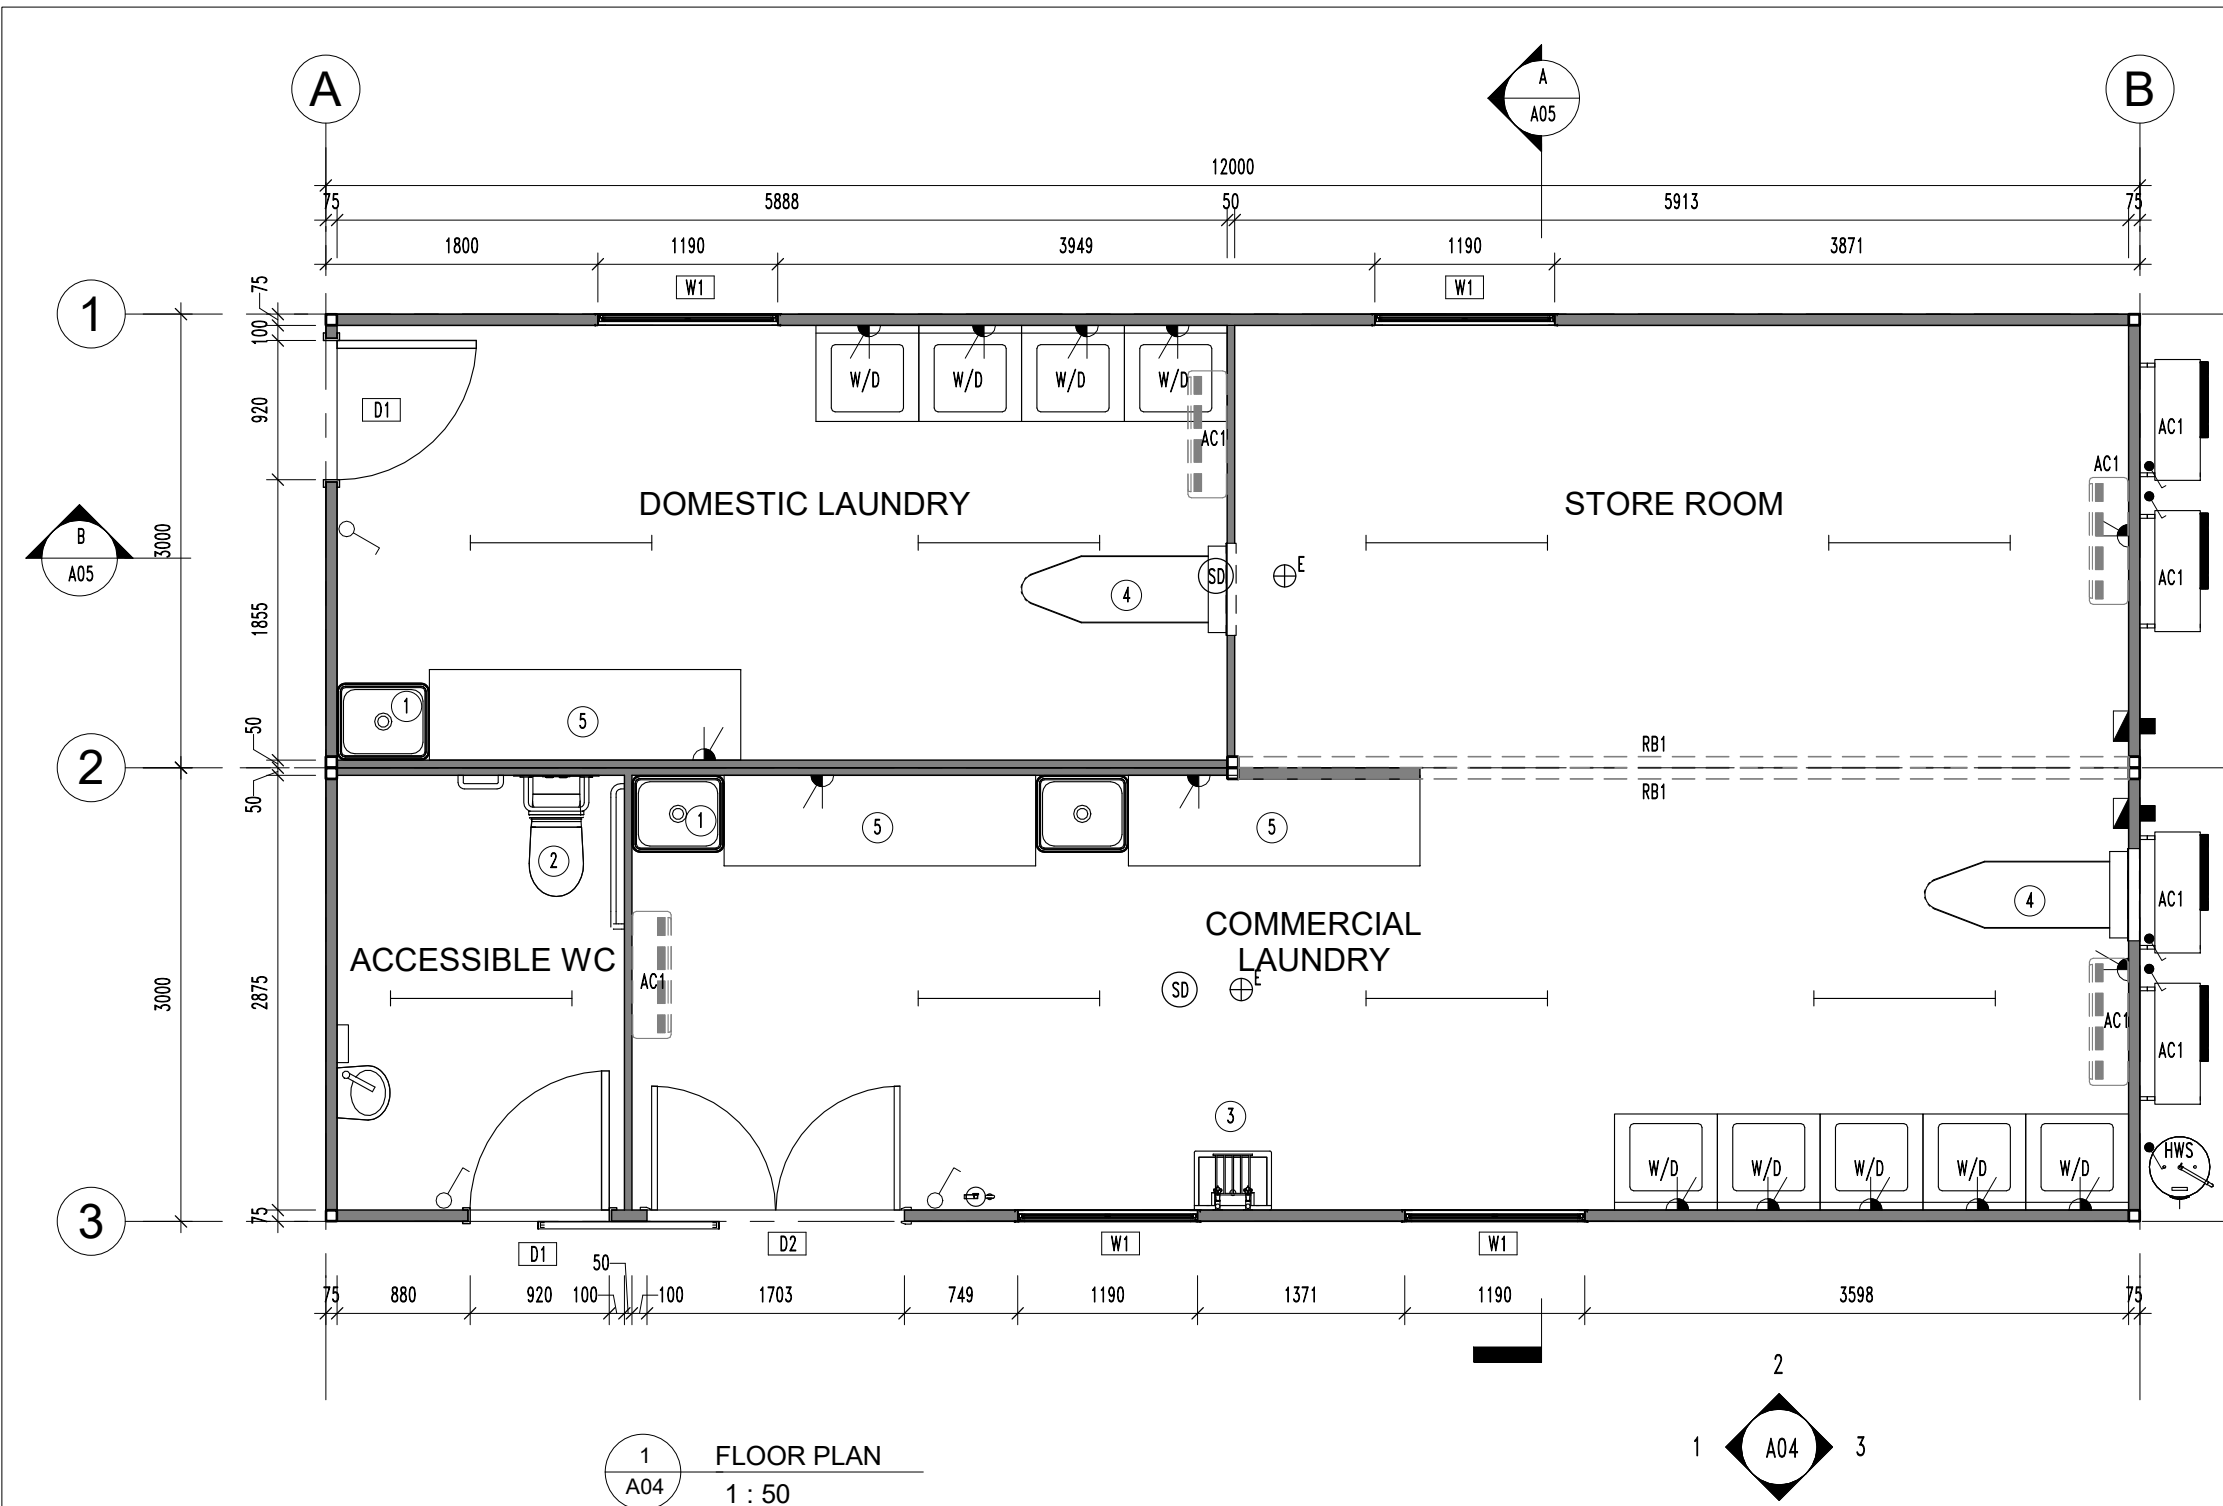 A
B
A
A05
12000
75
5888
50
5913
75
1800
1190
3949
1190
3871
W1
W1
1
75
100
W/D
W/D
W/D
W/D
920
D1
AC1
AC1
AC1
DOMESTIC LAUNDRY
STORE ROOM
B
A05
3000
SD
E
AC1
4
1855
1
5
50
2
RB1
RB1
50
1
5
5
2
4
AC1
COMMERCIAL
LAUNDRY
ACCESSIBLE WC
AC1
SD
E
3000
2875
AC1
AC1
3
W/D
W/D
W/D
W/D
W/D
HWS
3
75
D1
D2
W1
W1
50
75
880
920
100
100
1703
749
1190
1371
1190
3598
75
2
1
A04
3
1
A04
FLOOR PLAN
1 : 50